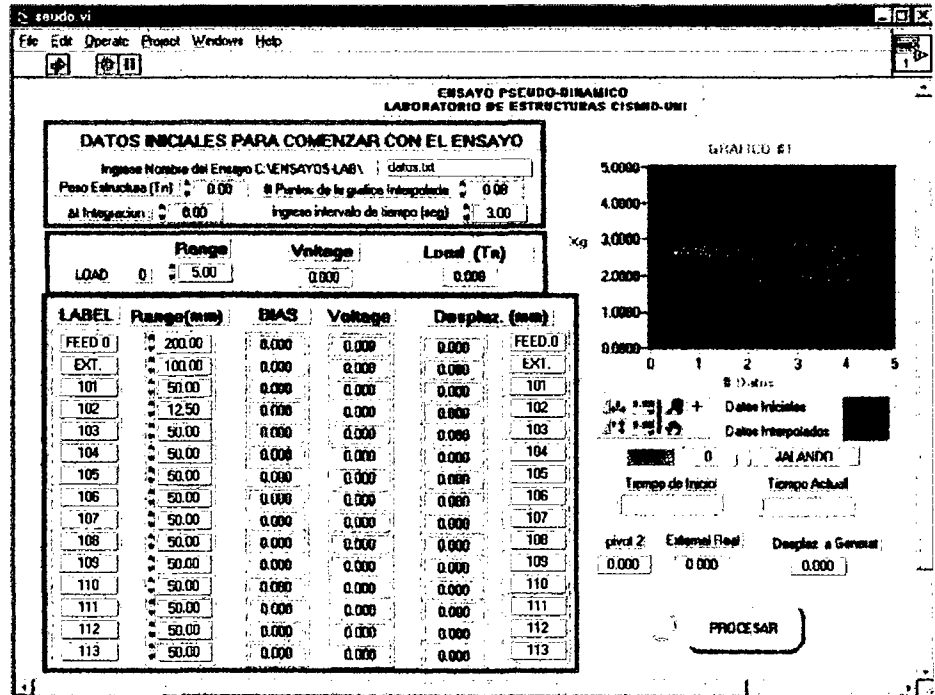 seudo.vi
File Edit Operate Project Windows Help
1
ENSAYO PSEUDO-DINAMICO
LABORATORIO DE ESTRUCTURAS CISMID-UNI
DATOS INICIALES PARA COMENZAR CON EL ENSAYO
Ingrese Nombre del Ensayo C:\ENSAYOS-LAB\ datos.txt
Peso Estructura (Tn) 0.00 # Puntos de la grafica Interpolada 0.00
Δt Integracion : 0.00 ingrese intervalo de tiempo (seg) 3.00
Range Voltage Load (Tn)
LOAD 0 5.00 0.000 0.000
LABEL Range(mm) BIAS Voltage Desplaz. (mm)
FEED.0 200.00 0.000 0.000 0.000 FEED.0
EXT. 100.00 0.000 0.000 0.000 EXT.
101 50.00 0.000 0.000 0.000 101
102 12.50 0.000 0.000 0.000 102
103 50.00 0.000 0.000 0.000 103
104 50.00 0.000 0.000 0.000 104
105 50.00 0.000 0.000 0.000 105
106 50.00 0.000 0.000 0.000 106
107 50.00 0.000 0.000 0.000 107
108 50.00 0.000 0.000 0.000 108
109 50.00 0.000 0.000 0.000 109
110 50.00 0.000 0.000 0.000 110
111 50.00 0.000 0.000 0.000 111
112 50.00 0.000 0.000 0.000 112
113 50.00 0.000 0.000 0.000 113
GRAFICO #1
5.0000
4.0000
Kg 3.0000
2.0000
1.0000
0.0000
0 1 2 3 4 5
# Datos
Datos Iniciales
Datos Interpolados
0 JALANDO
Tiempo de Inicio Tiempo Actual
pivot 2 External Real Desplaz. a Generar
0.000 0.000 0.000
PROCESAR